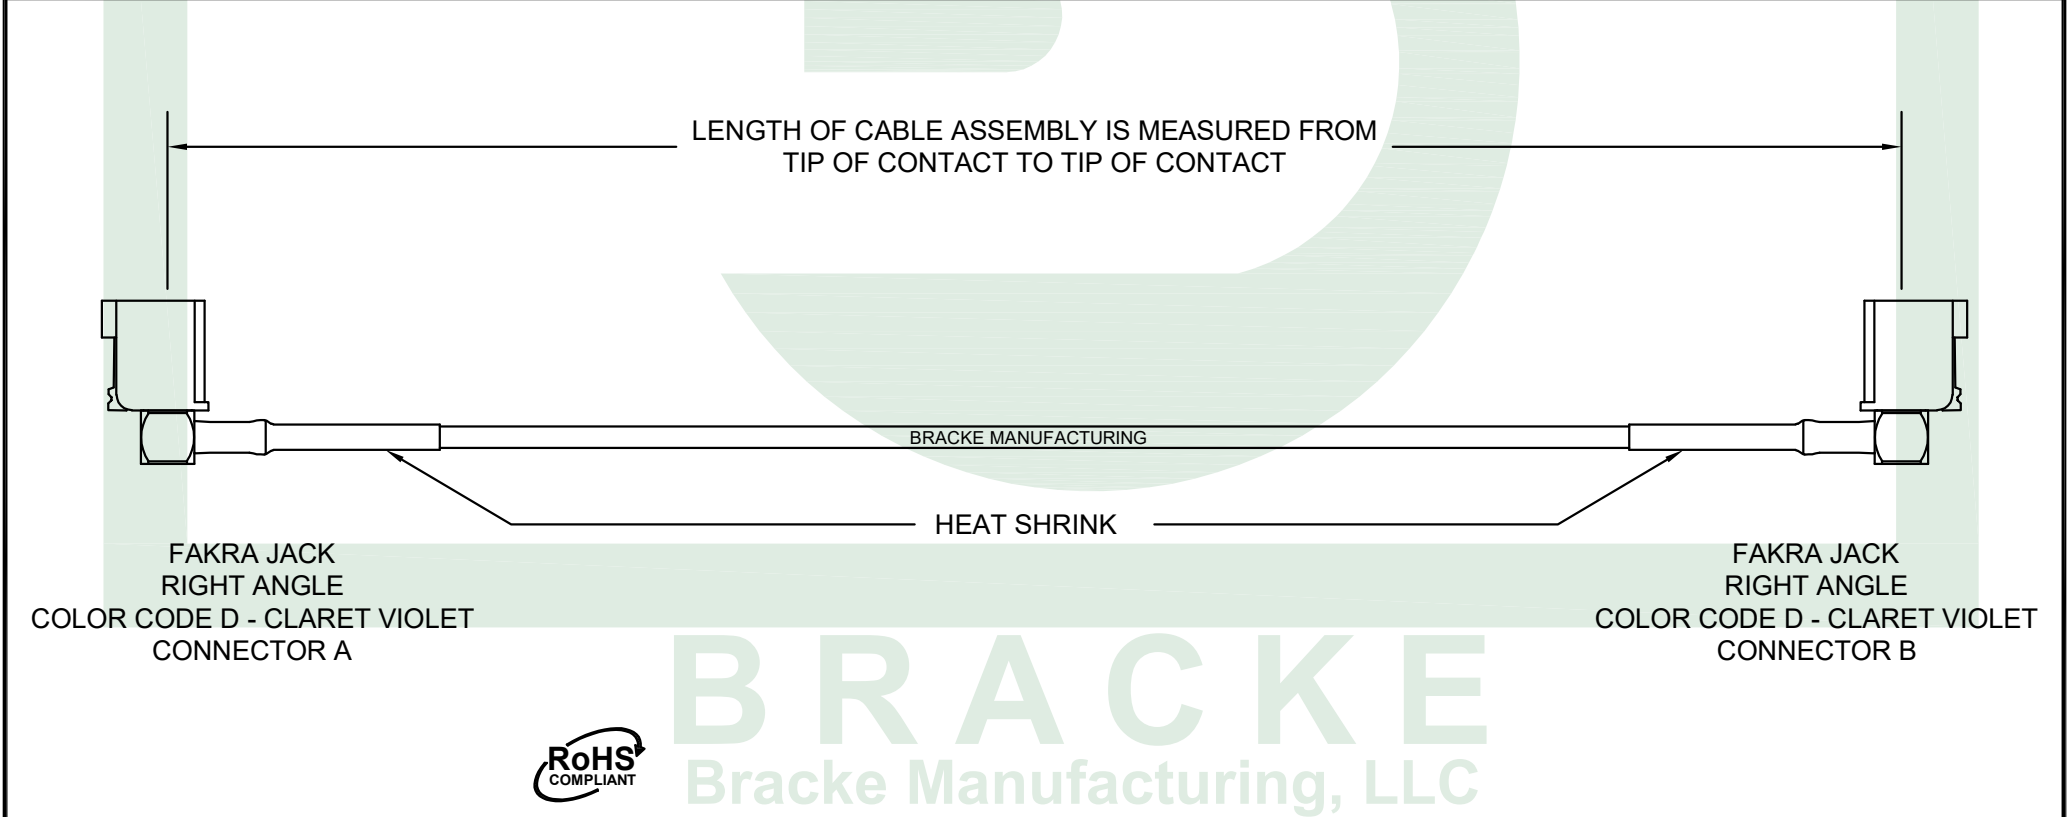 LENGTH OF CABLE ASSEMBLY IS MEASURED FROM
TIP OF CONTACT TO TIP OF CONTACT
BRACKE MANUFACTURING
HEAT SHRINK
FAKRA JACK
RIGHT ANGLE
COLOR CODE D - CLARET VIOLET
CONNECTOR A
FAKRA JACK
RIGHT ANGLE
COLOR CODE D - CLARET VIOLET
CONNECTOR B
BRACKE
Bracke Manufacturing, LLC
RoHS
COMPLIANT